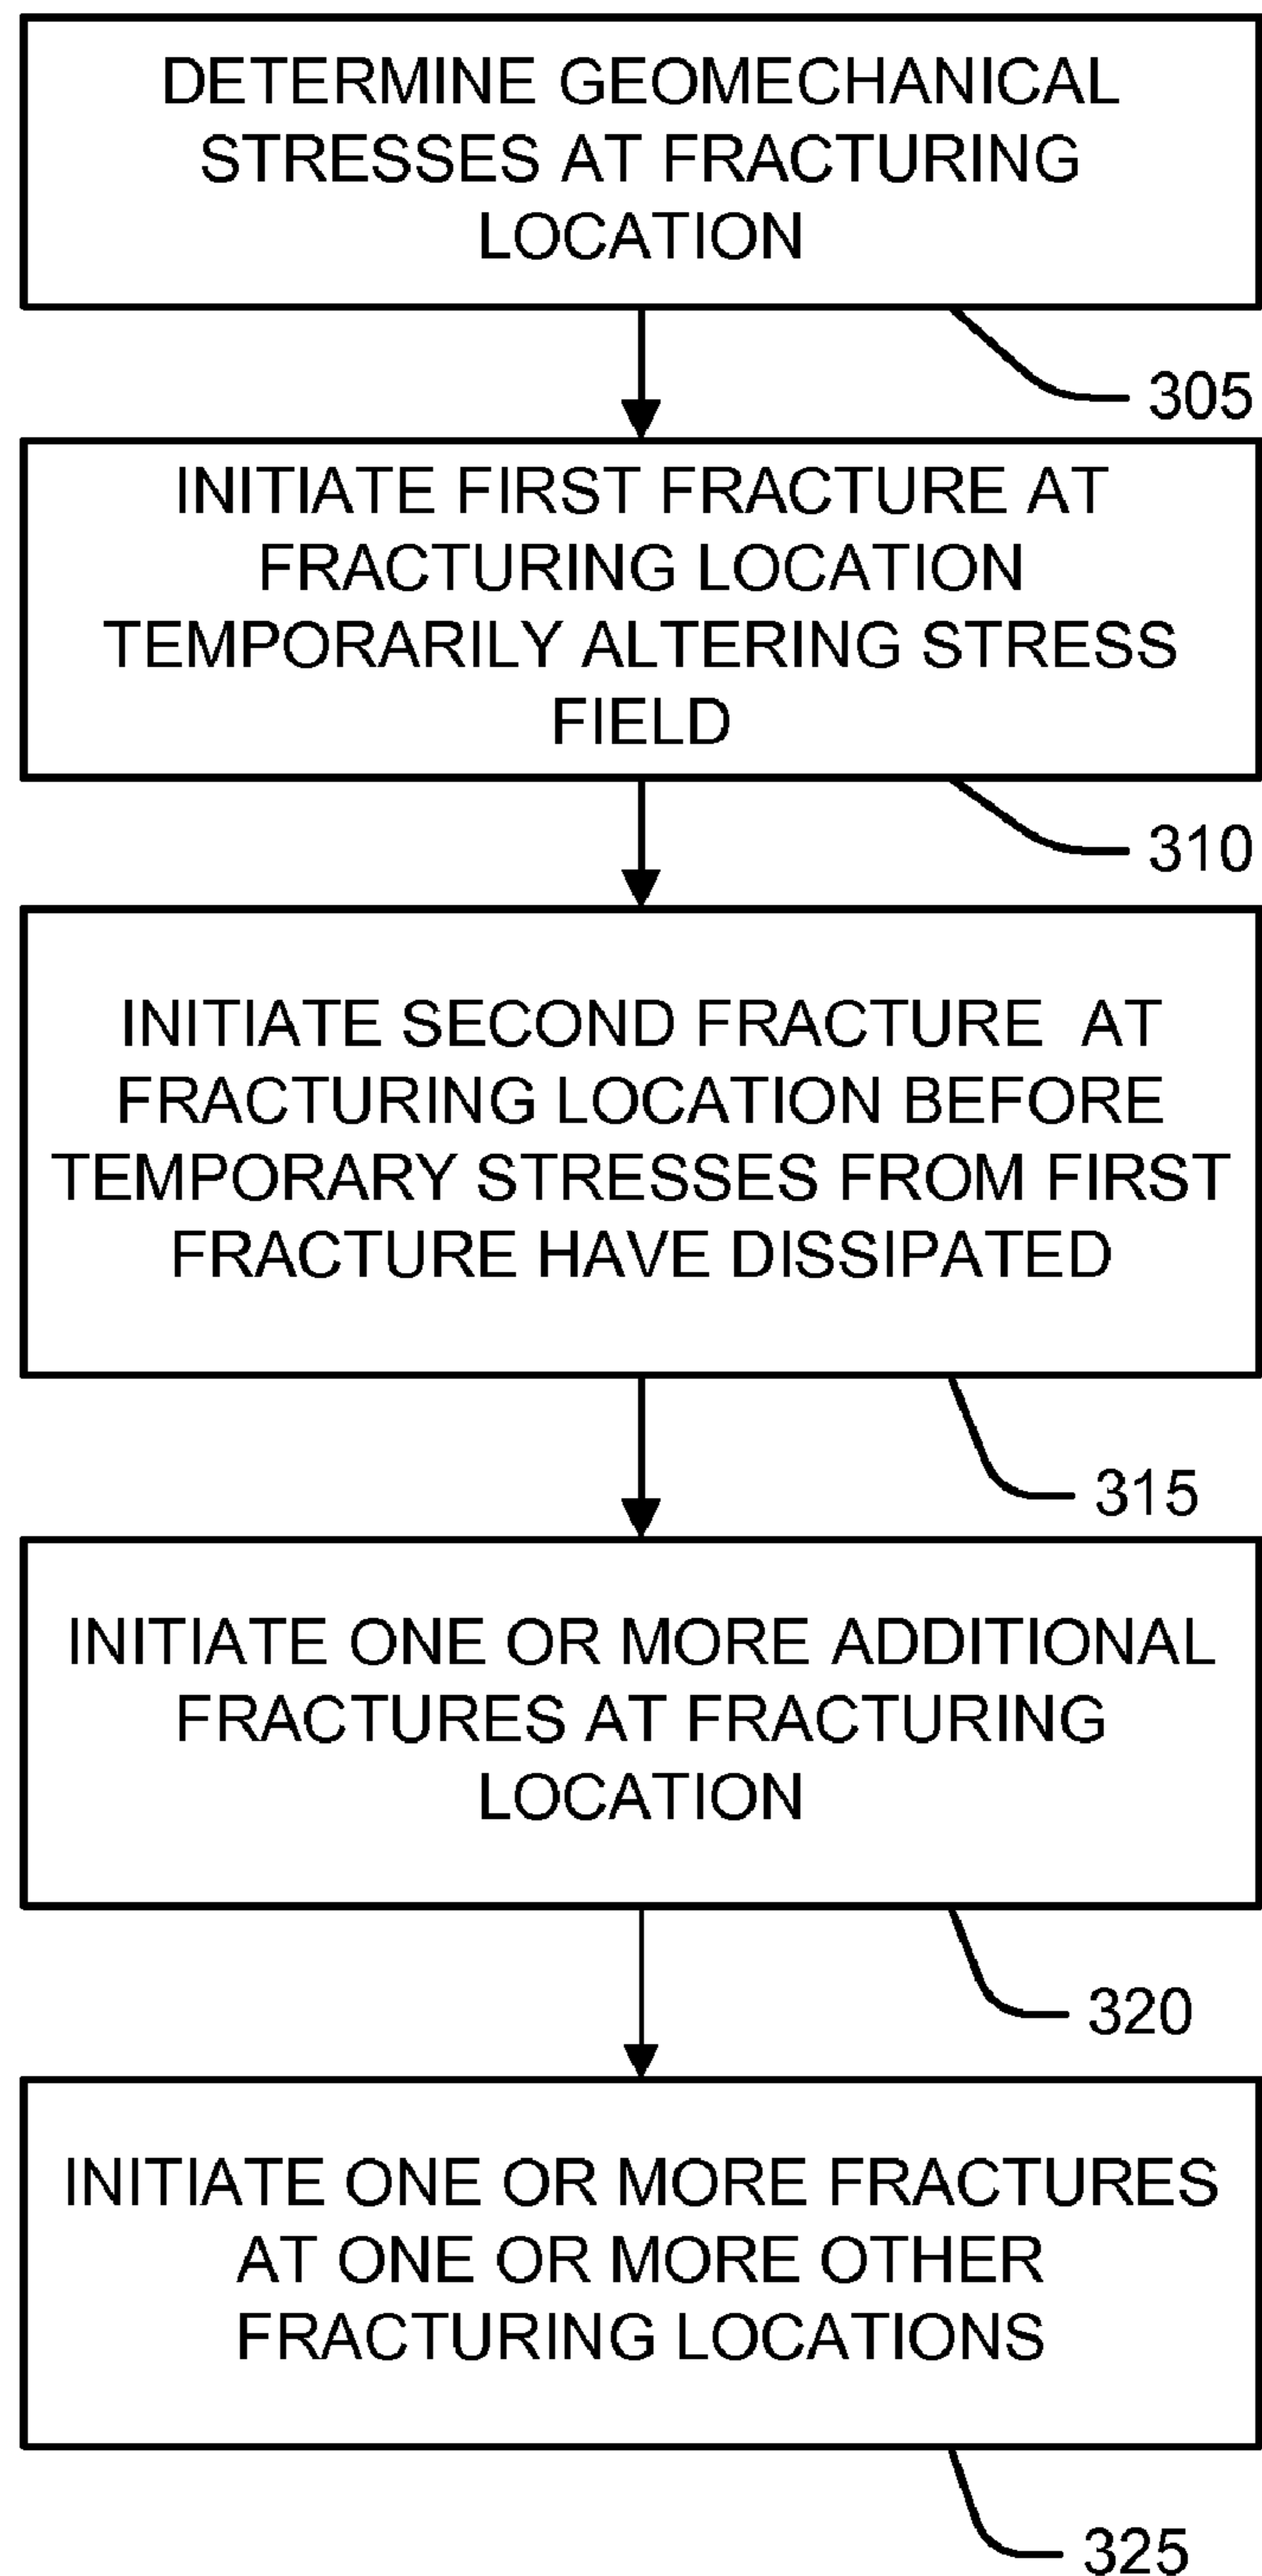 DETERMINE GEOMECHANICAL
STRESSES AT FRACTURING
LOCATION
305
INITIATE FIRST FRACTURE AT
FRACTURING LOCATION
TEMPORARILY ALTERING STRESS
FIELD
310
INITIATE SECOND FRACTURE AT
FRACTURING LOCATION BEFORE
TEMPORARY STRESSES FROM FIRST
FRACTURE HAVE DISSIPATED
315
INITIATE ONE OR MORE ADDITIONAL
FRACTURES AT FRACTURING
LOCATION
320
INITIATE ONE OR MORE FRACTURES
AT ONE OR MORE OTHER
FRACTURING LOCATIONS
325